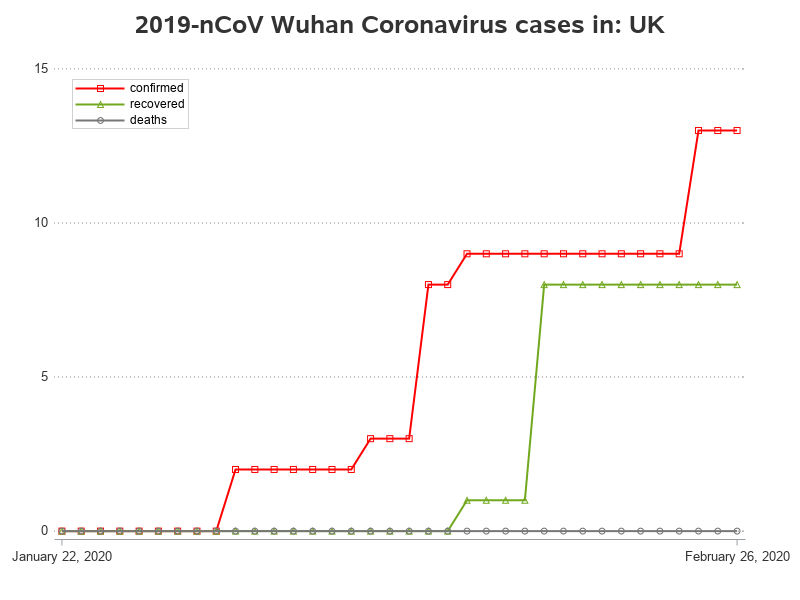 2019-nCoV Wuhan Coronavirus cases in: UK
15
confirmed
recovered
deaths
10
5
0
January 22, 2020 February 26, 2020